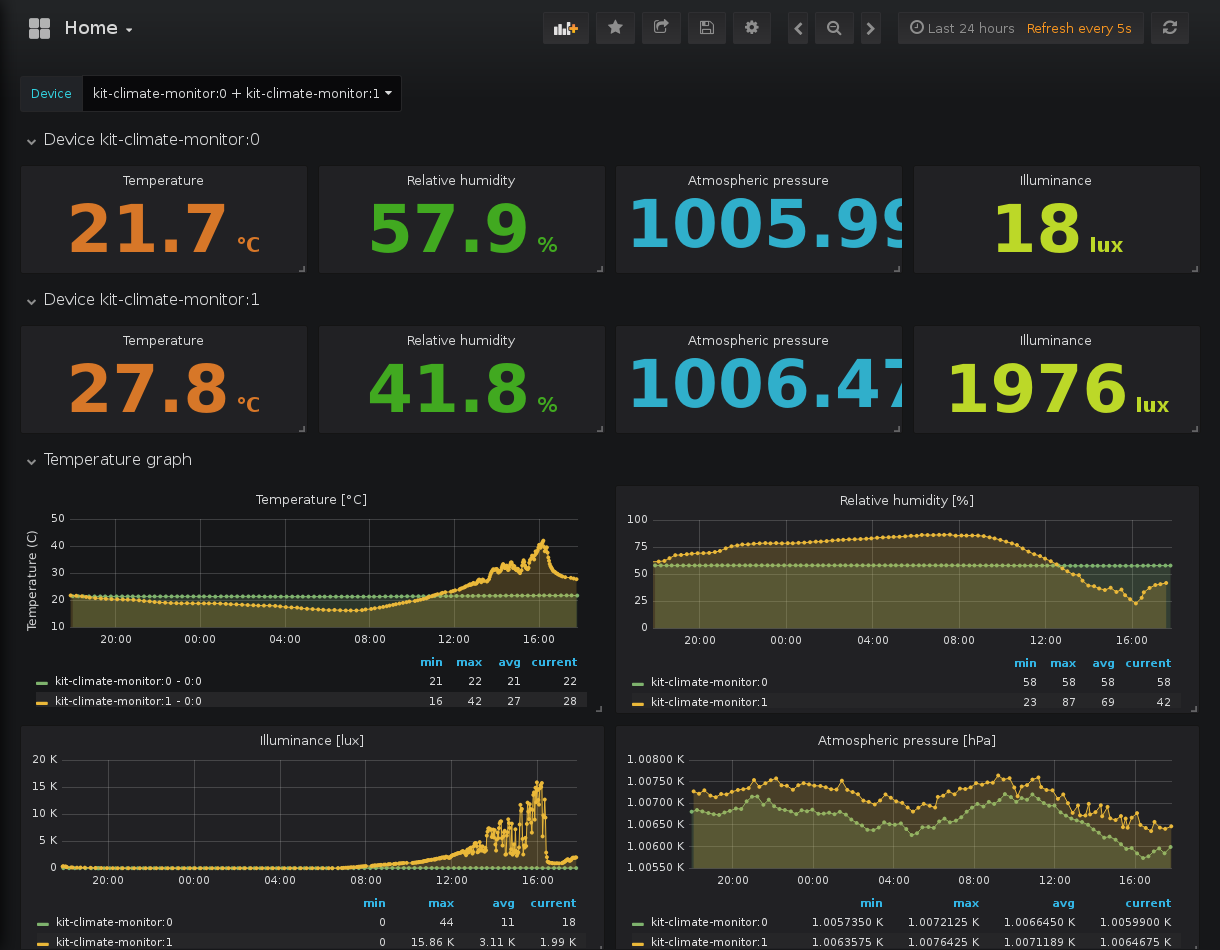 Home
Last 24 hours Refresh every 5s
Device kit-climate-monitor:0 + kit-climate-monitor:1
Device kit-climate-monitor:0
Temperature Relative humidity Atmospheric pressure Illuminance
21.7 °C 57.9 % 1005.99 18 lux
Device kit-climate-monitor:1
Temperature Relative humidity Atmospheric pressure Illuminance
27.8 °C 41.8 % 1006.47 1976 lux
Temperature graph
Temperature [°C]
Temperature (C)
50
40
30
20
10
20:00 00:00 04:00 08:00 12:00 16:00
min max avg current
kit-climate-monitor:0 - 0:0 21 22 21 22
kit-climate-monitor:1 - 0:0 16 42 27 28
Relative humidity [%]
100
75
50
25
0
20:00 00:00 04:00 08:00 12:00 16:00
min max avg current
kit-climate-monitor:0 58 58 58 58
kit-climate-monitor:1 23 87 69 42
Illuminance [lux]
20 K
15 K
10 K
5 K
0
20:00 00:00 04:00 08:00 12:00 16:00
min max avg current
kit-climate-monitor:0 0 44 11 18
kit-climate-monitor:1 0 15.86 K 3.11 K 1.99 K
Atmospheric pressure [hPa]
1.00800 K
1.00750 K
1.00700 K
1.00650 K
1.00600 K
1.00550 K
20:00 00:00 04:00 08:00 12:00 16:00
min max avg current
kit-climate-monitor:0 1.0057350 K 1.0072125 K 1.0066450 K 1.0059900 K
kit-climate-monitor:1 1.0063575 K 1.0076425 K 1.0071189 K 1.0064675 K